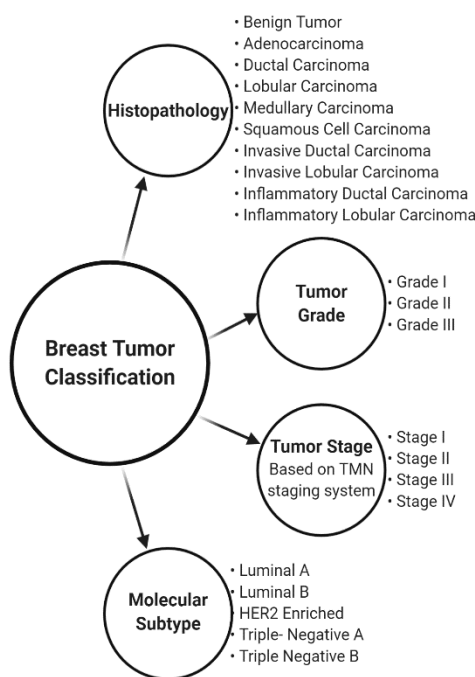 • Benign Tumor
• Adenocarcinoma
• Ductal Carcinoma
• Lobular Carcinoma
• Medullary Carcinoma
• Squamous Cell Carcinoma
• Invasive Ductal Carcinoma
• Invasive Lobular Carcinoma
• Inflammatory Ductal Carcinoma
• Inflammatory Lobular Carcinoma
Histopathology
Breast Tumor
Classification
Tumor
Grade
• Grade I
• Grade II
• Grade III
Tumor Stage
Based on TMN
staging system
• Stage I
• Stage II
• Stage III
• Stage IV
Molecular
Subtype
• Luminal A
• Luminal B
• HER2 Enriched
• Triple- Negative A
• Triple Negative B